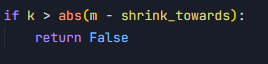 if k > abs(m - shrink_towards):
    return False